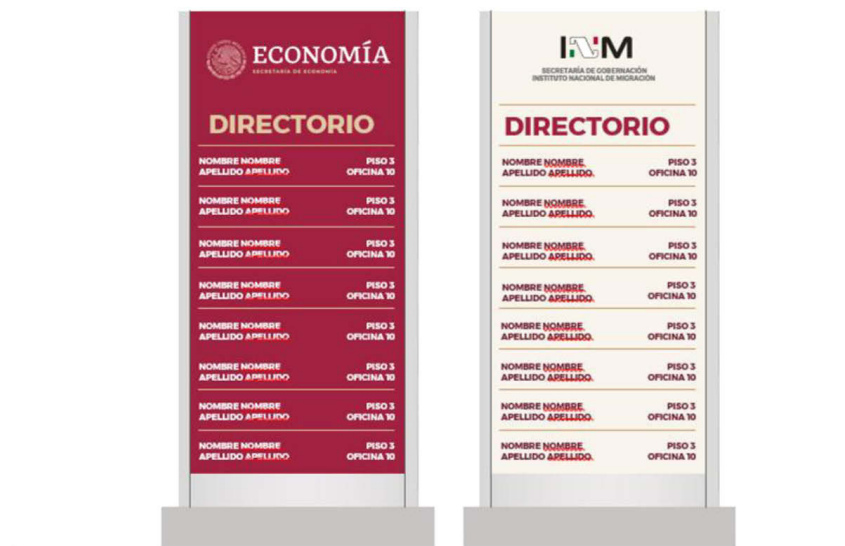 ECONOMÍA
SECRETARÍA DE ECONOMÍA
DIRECTORIO
NOMBRE NOMBRE PISO 3
APELLIDO APELLIDO OFICINA 10
NOMBRE NOMBRE PISO 3
APELLIDO APELLIDO OFICINA 10
NOMBRE NOMBRE PISO 3
APELLIDO APELLIDO OFICINA 10
NOMBRE NOMBRE PISO 3
APELLIDO APELLIDO OFICINA 10
NOMBRE NOMBRE PISO 3
APELLIDO APELLIDO OFICINA 10
NOMBRE NOMBRE PISO 3
APELLIDO APELLIDO OFICINA 10
NOMBRE NOMBRE PISO 3
APELLIDO APELLIDO OFICINA 10
NOMBRE NOMBRE PISO 3
APELLIDO APELLIDO OFICINA 10
INM
SECRETARÍA DE GOBERNACIÓN
INSTITUTO NACIONAL DE MIGRACIÓN
DIRECTORIO
NOMBRE NOMBRE PISO 3
APELLIDO APELLIDO OFICINA 10
NOMBRE NOMBRE PISO 3
APELLIDO APELLIDO OFICINA 10
NOMBRE NOMBRE PISO 3
APELLIDO APELLIDO OFICINA 10
NOMBRE NOMBRE PISO 3
APELLIDO APELLIDO OFICINA 10
NOMBRE NOMBRE PISO 3
APELLIDO APELLIDO OFICINA 10
NOMBRE NOMBRE PISO 3
APELLIDO APELLIDO OFICINA 10
NOMBRE NOMBRE PISO 3
APELLIDO APELLIDO OFICINA 10
NOMBRE NOMBRE PISO 3
APELLIDO APELLIDO OFICINA 10